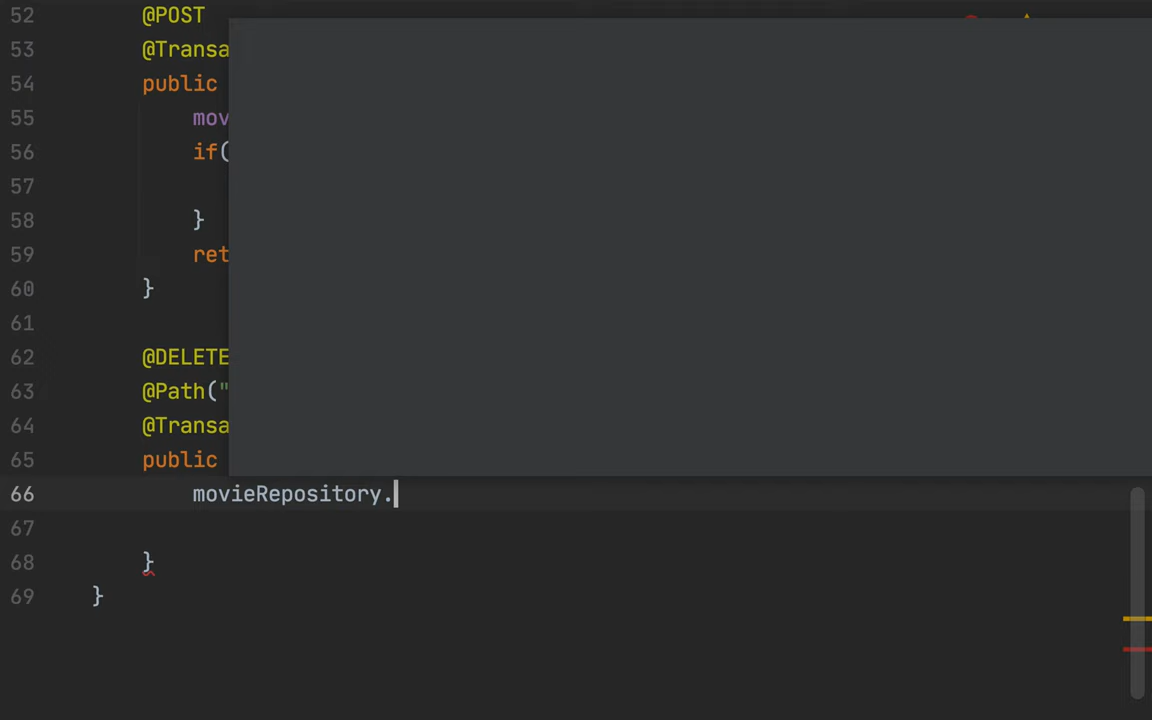 52 @POST
53 @Transa
54 public
55 mov
56 if(
57
58 }
59 ret
60 }
61
62 @DELETE
63 @Path("
64 @Transa
65 public
66 movieRepository.
67
68 }
69 }